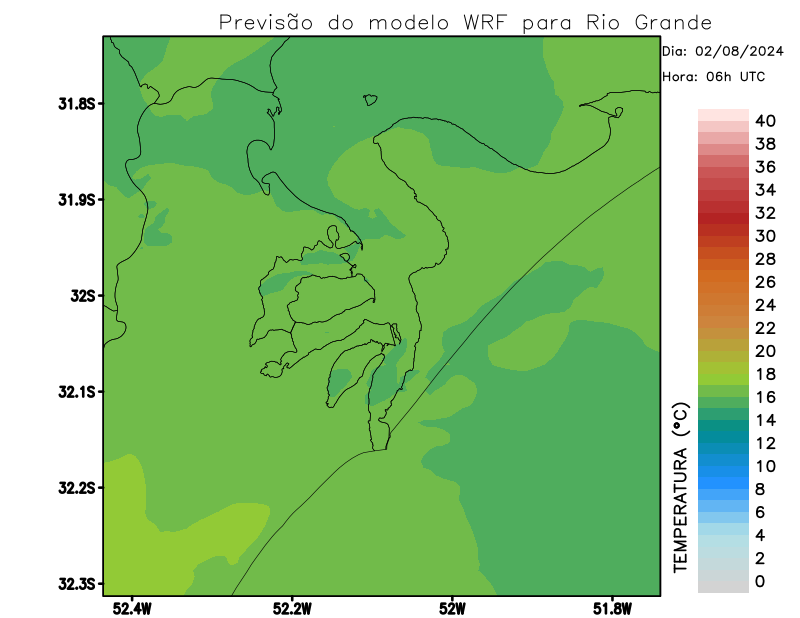 Previsão do modelo WRF para Rio Grande
Dia: 02/08/2024
Hora: 06h UTC
31.8S
31.9S
32S
32.1S
32.2S
32.3S
52.4W
52.2W
52W
51.8W
TEMPERATURA (ºC)
40
38
36
34
32
30
28
26
24
22
20
18
16
14
12
10
8
6
4
2
0